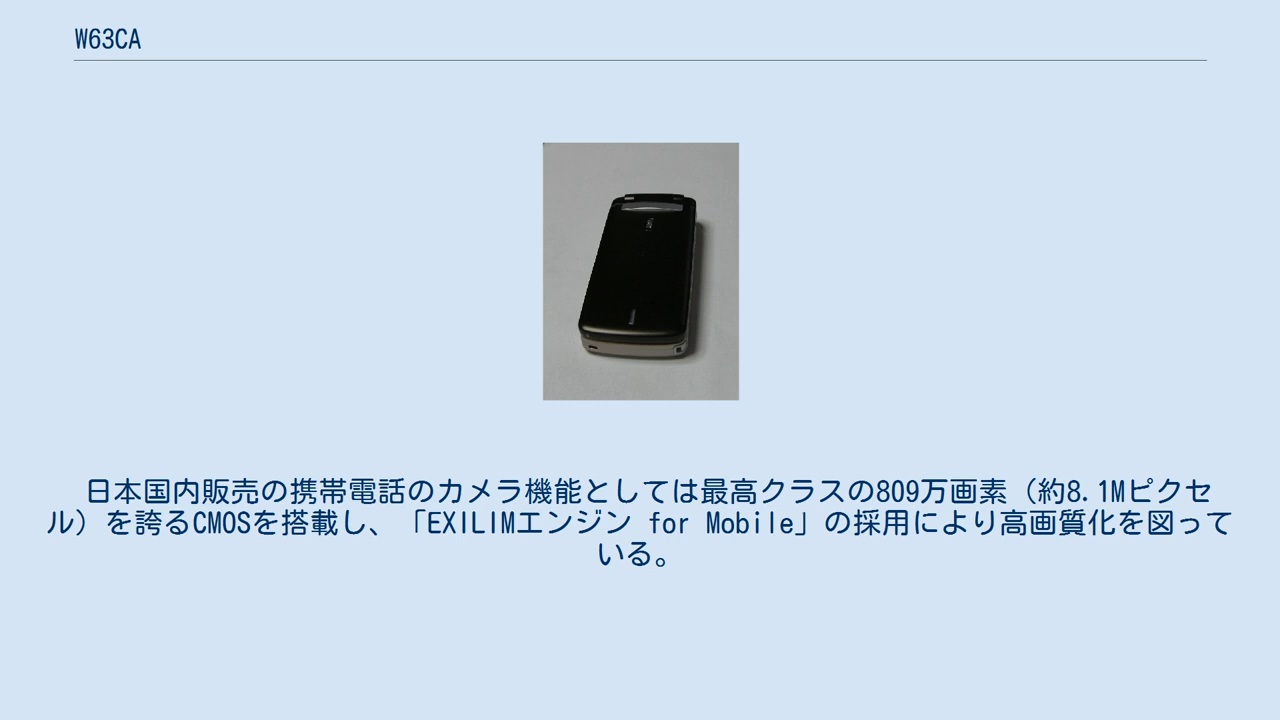 W63CA
日本国内販売の携帯電話のカメラ機能としては最高クラスの809万画素（約8.1Mピクセ
ル）を誇るCMOSを搭載し、「EXILIMエンジン for Mobile」の採用により高画質化を図って
いる。